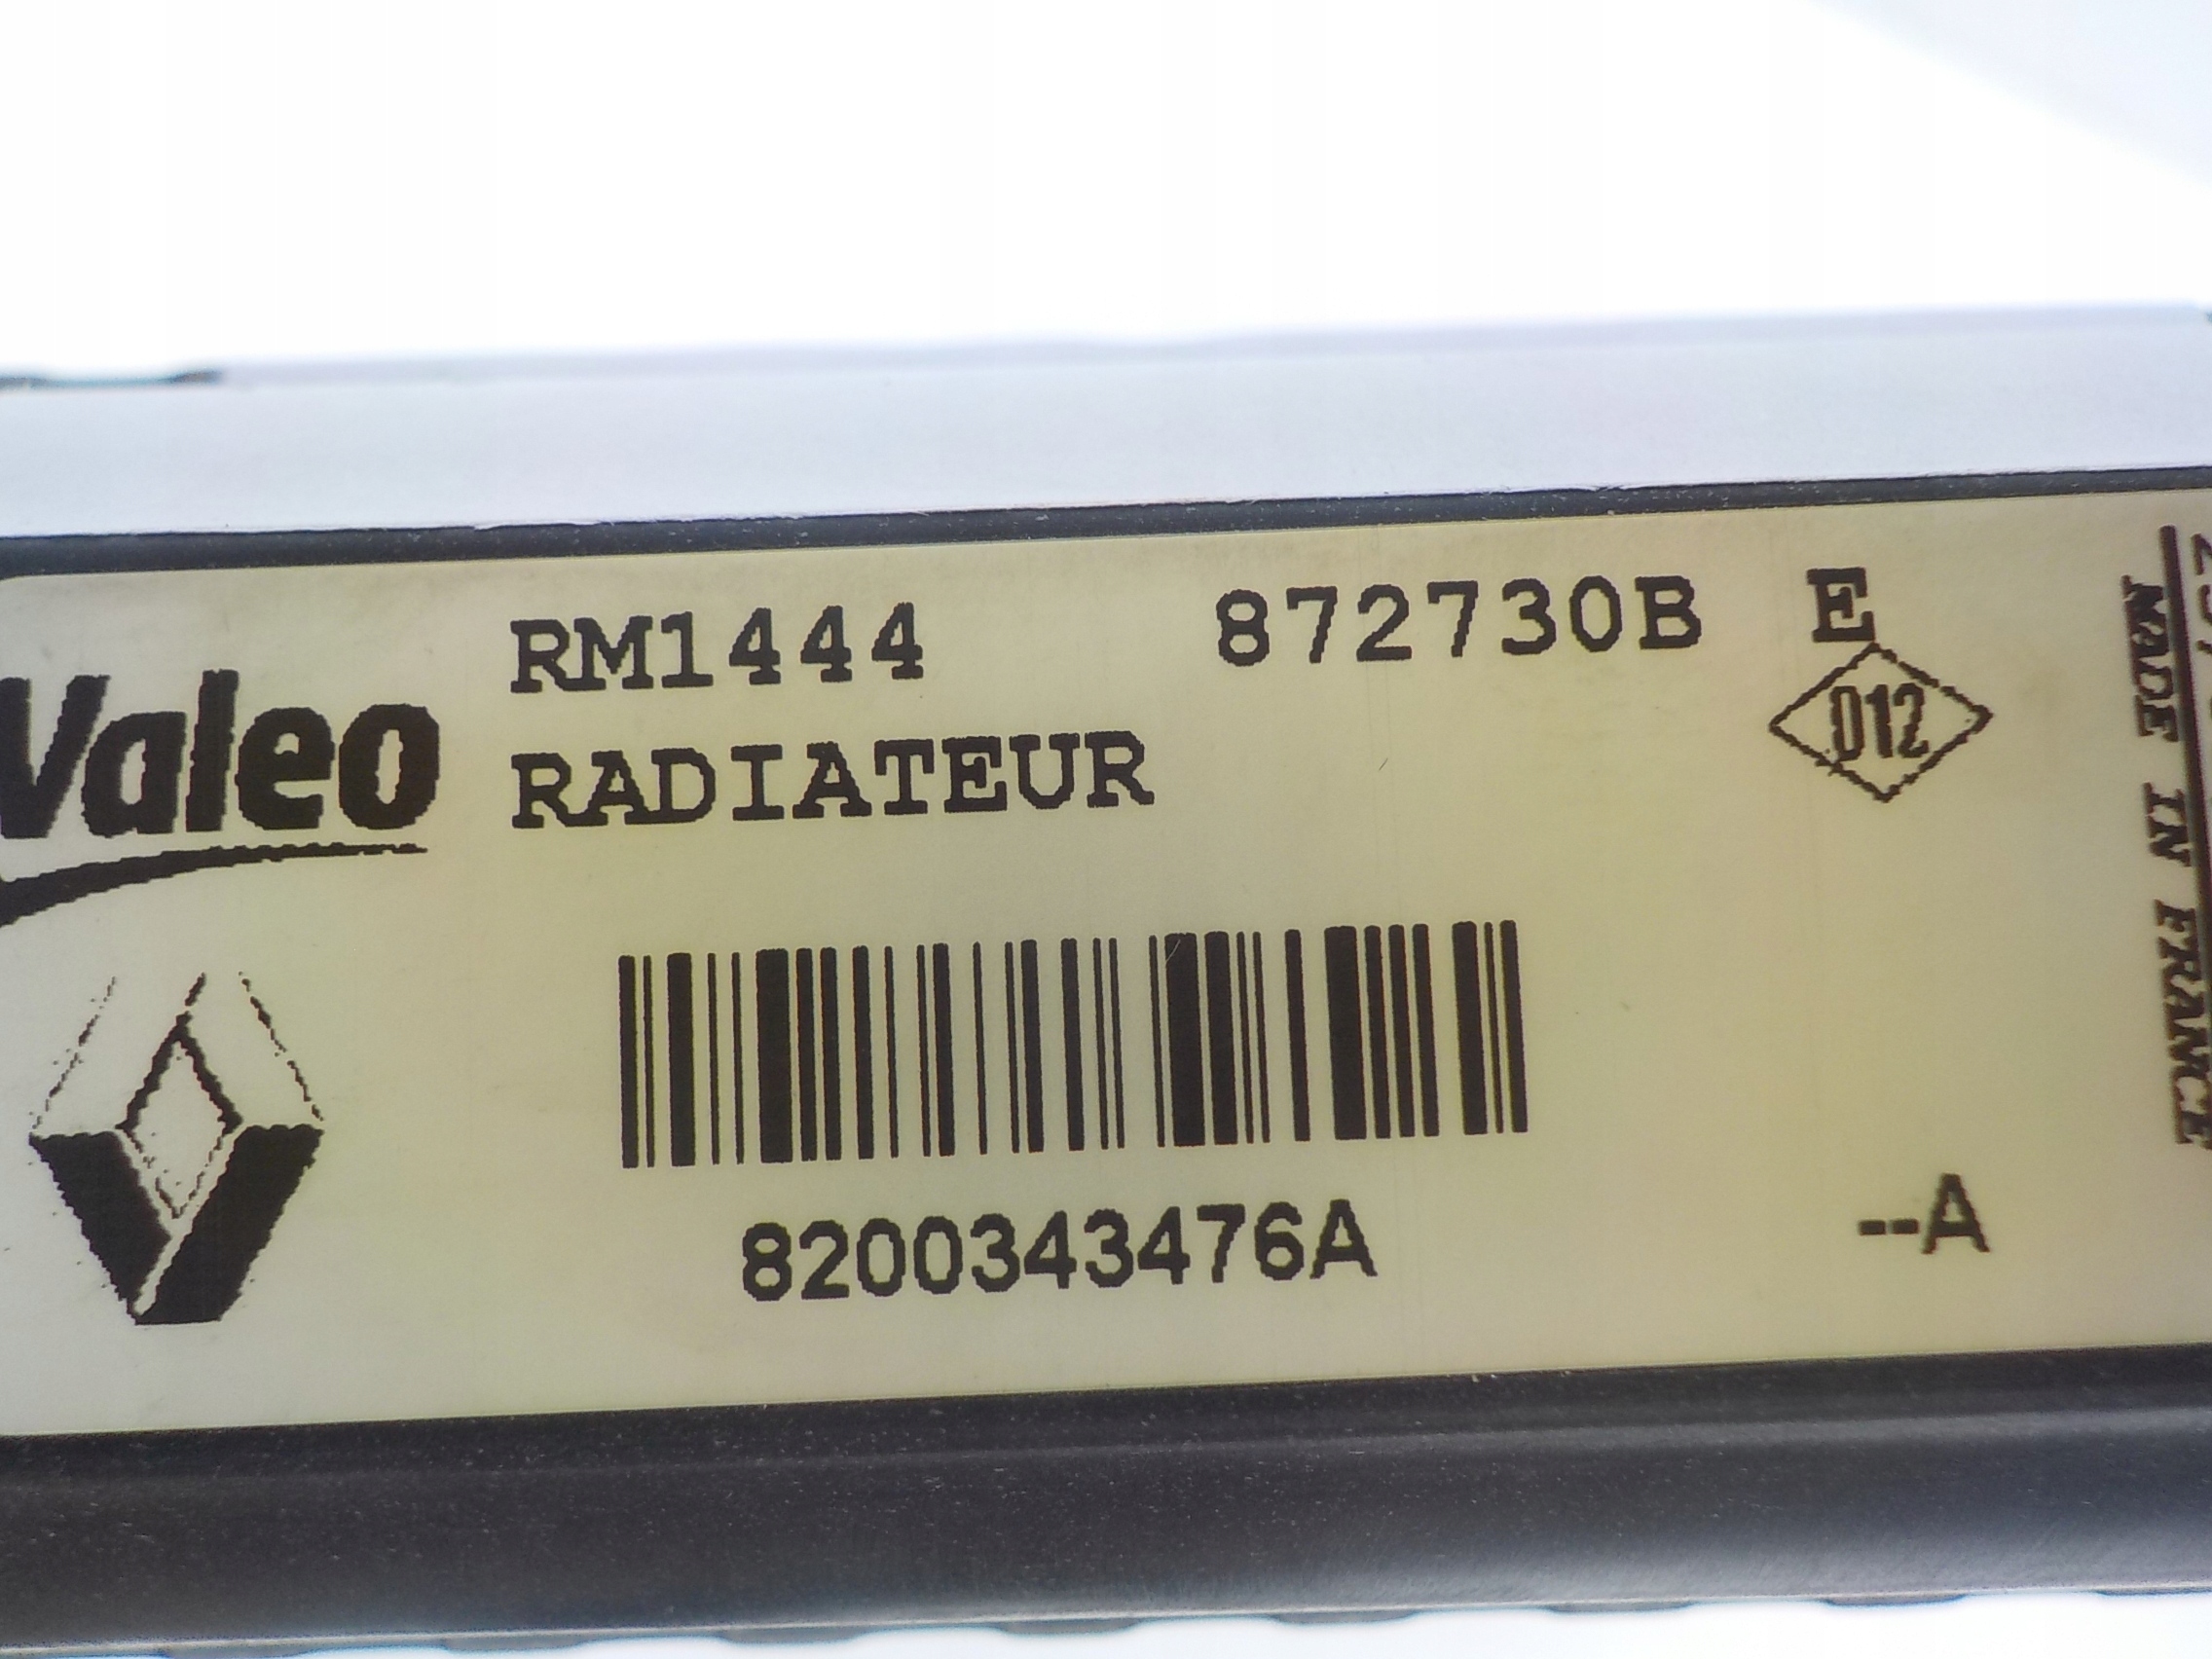 Valeo
RM1444 872730B E
012
RADIATEUR
8200343476A
--A
MADE IN FRANCE